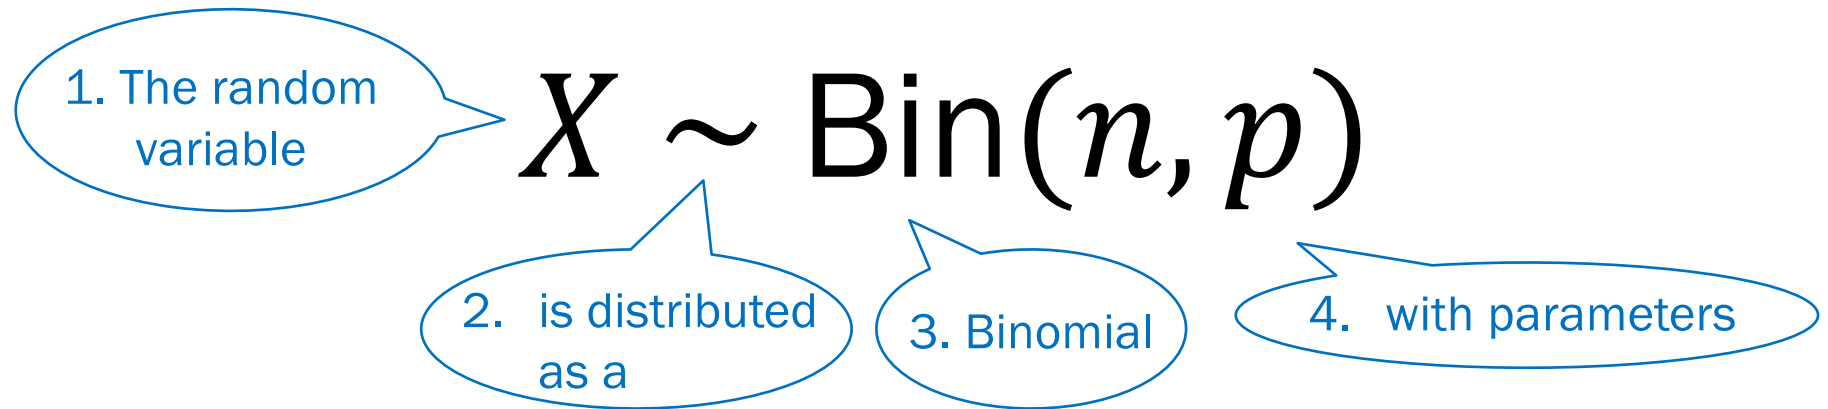 X ~ Bin(n, p)
1. The random
variable
2. is distributed
as a
3. Binomial
4. with parameters